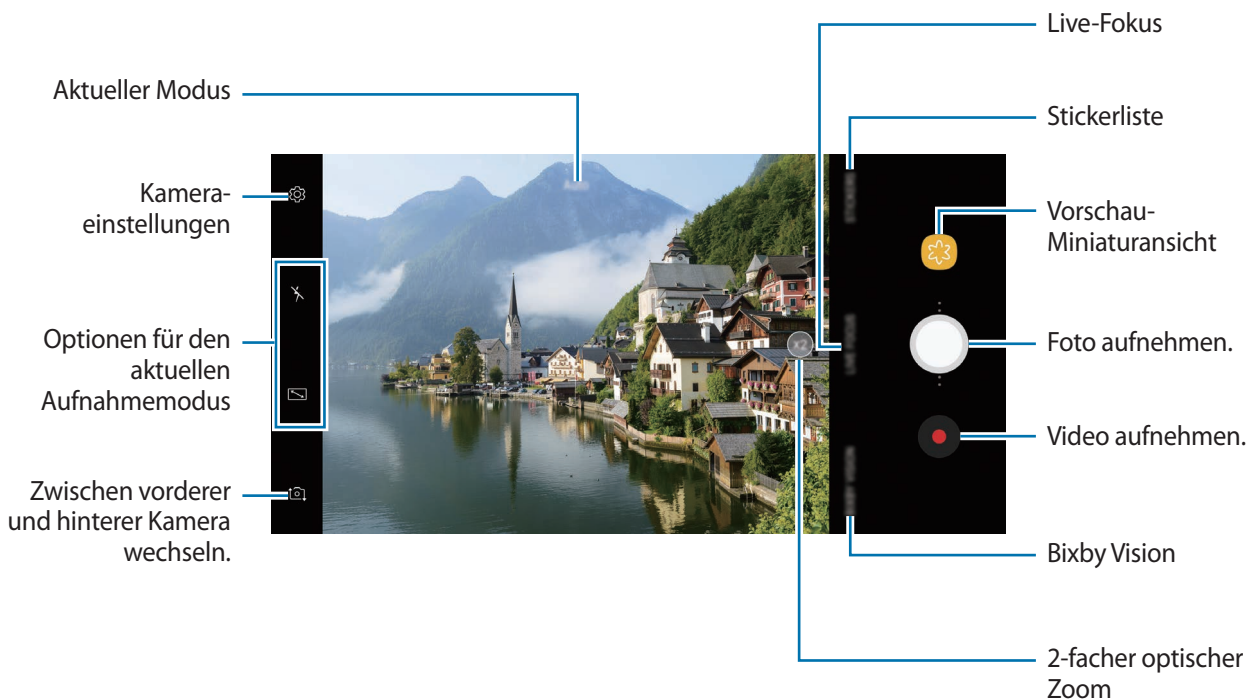 Live-Fokus
Aktueller Modus
Stickerliste
Kamera-
einstellungen
Vorschau-
Miniaturansicht
Optionen für den
aktuellen
Aufnahmemodus
Foto aufnehmen.
Video aufnehmen.
Zwischen vorderer
und hinterer Kamera
wechseln.
Bixby Vision
2-facher optischer
Zoom
x2